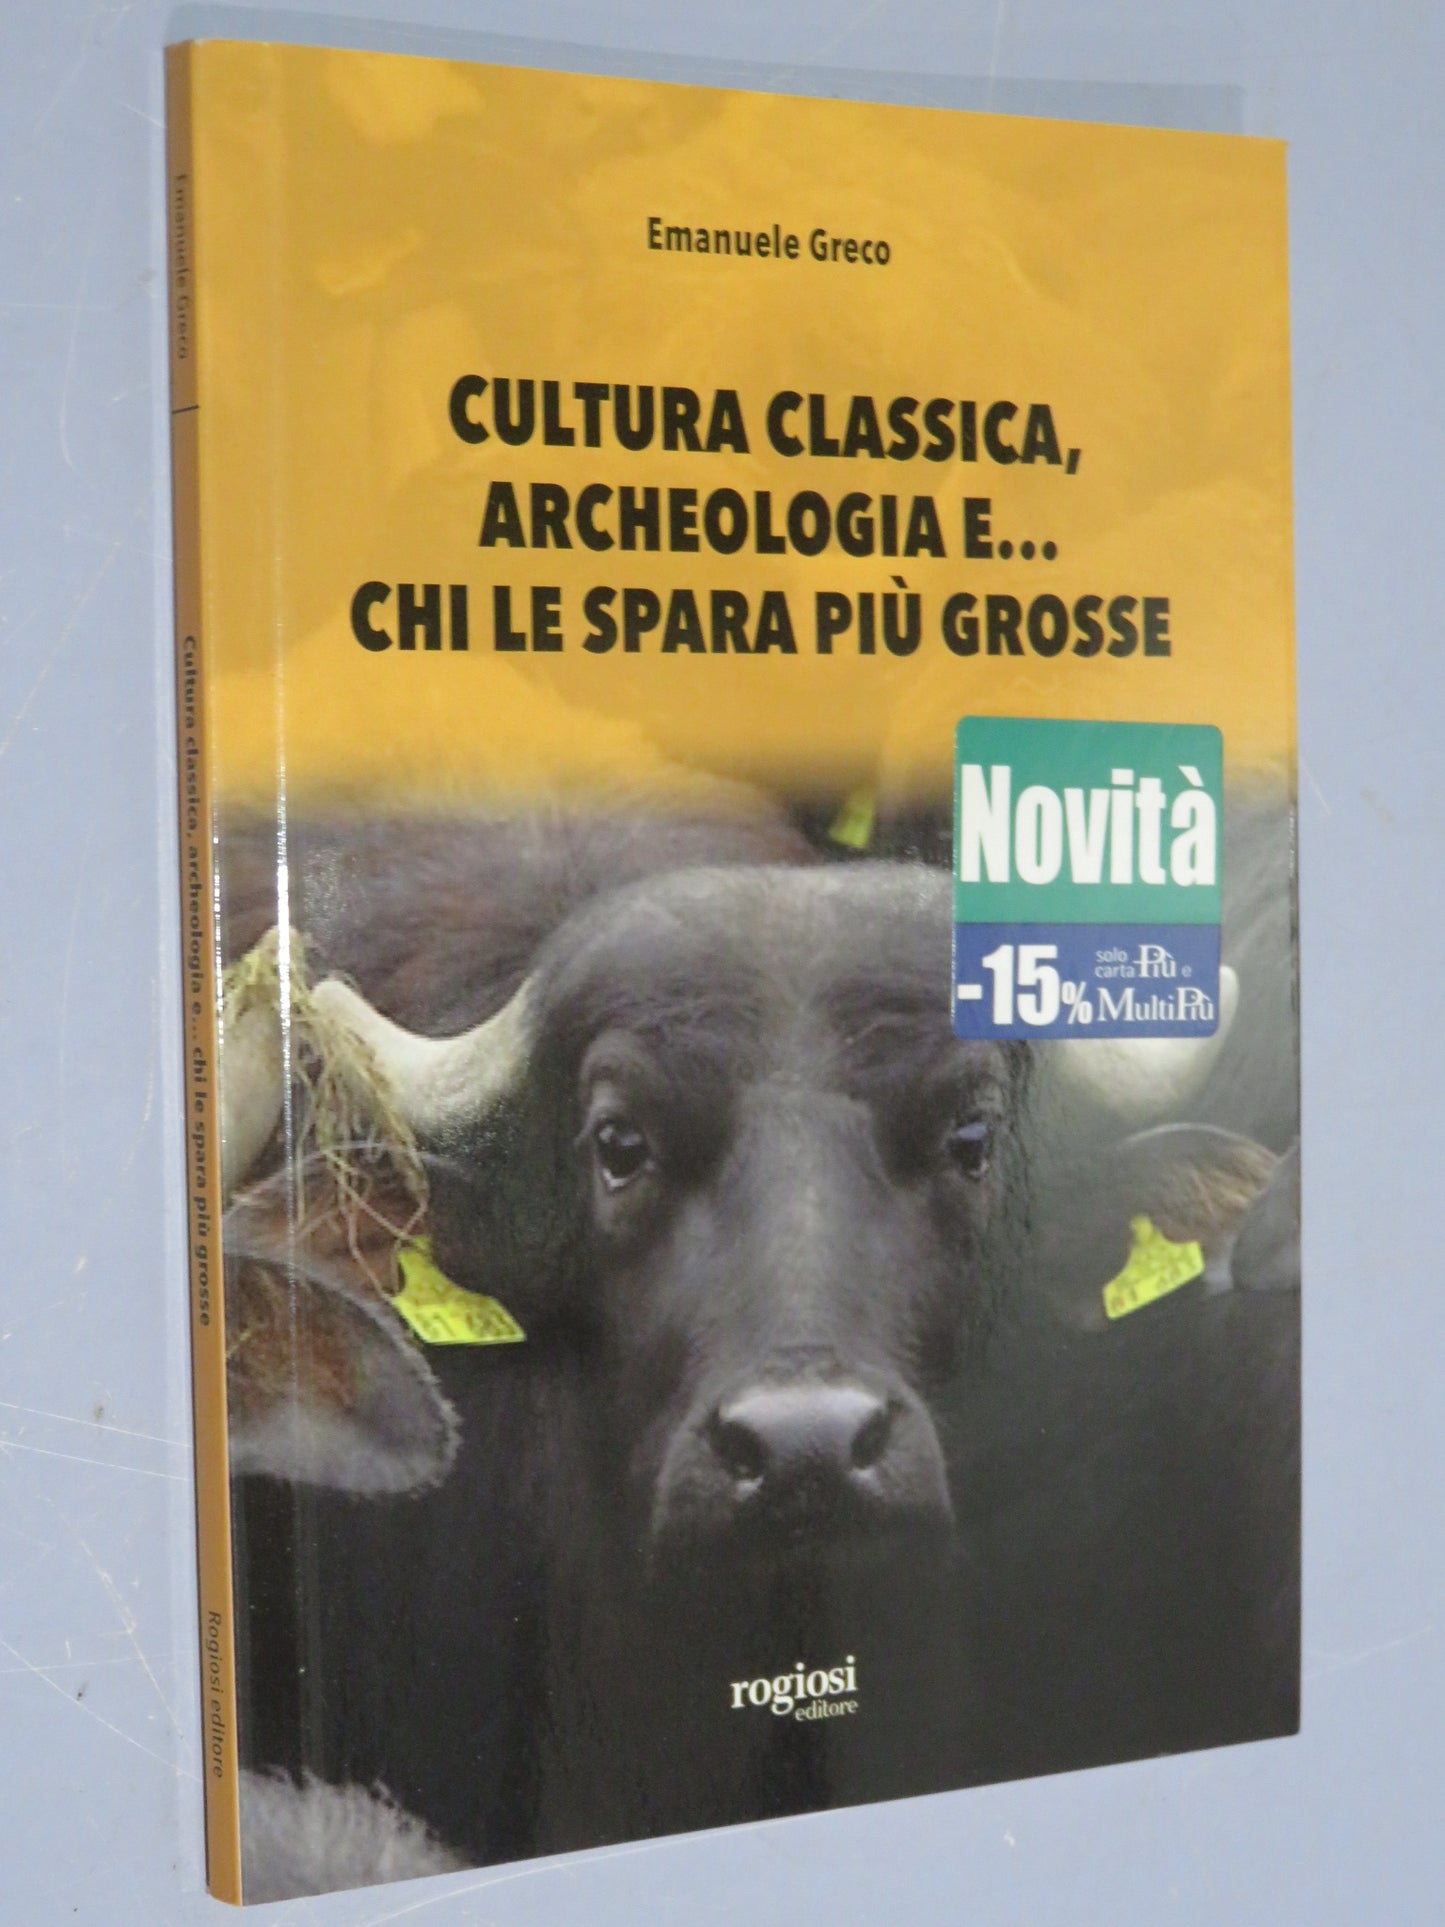 Emanuele Greco
CULTURA CLASSICA,
ARCHEOLOGIA E...
CHI LE SPARA PIÙ GROSSE
Novità
-15% solo carta Più e MultiPiù
rogiosi
editore
Emanuele Greco
Cultura classica, archeologia e... chi le spara più grosse
Rogiosi editore